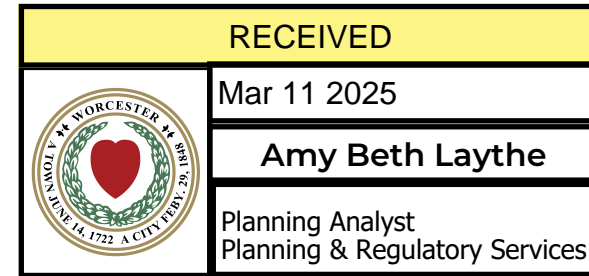 RECEIVED
Mar 11 2025
Amy Beth Laythe
Planning Analyst
Planning & Regulatory Services
WORCESTER
A TOWN JUNE 14, 1722 A CITY FEBY. 29, 1848